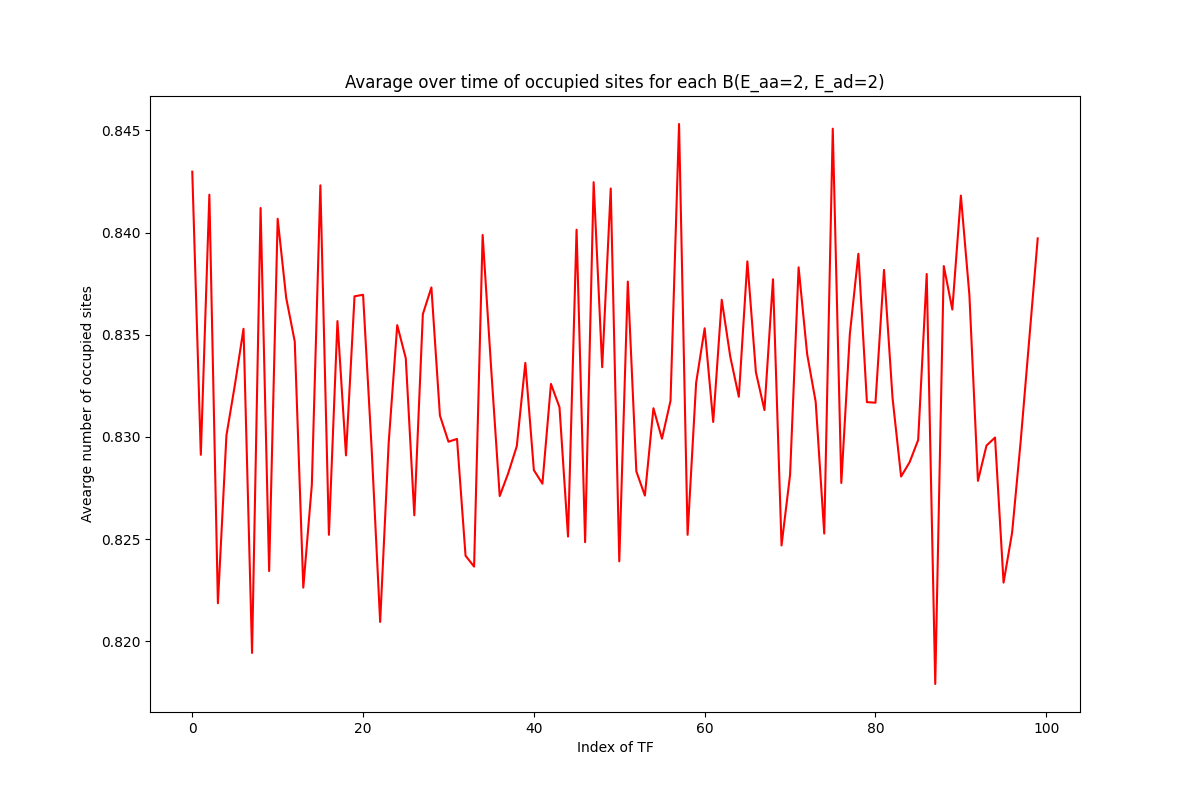 Avarage over time of occupied sites for each B(E_aa=2, E_ad=2)
Avearge number of occupied sites
0.845
0.840
0.835
0.830
0.825
0.820
0 20 40 60 80 100
Index of TF